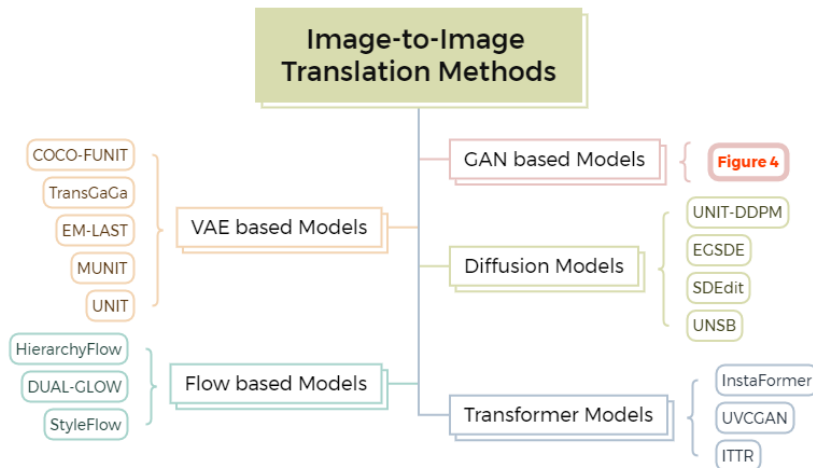 Image-to-Image
Translation Methods
COCO-FUNIT
TransGaGa
EM-LAST
MUNIT
UNIT
VAE based Models
HierarchyFlow
DUAL-GLOW
StyleFlow
Flow based Models
GAN based Models
Figure 4
Diffusion Models
UNIT-DDPM
EGSDE
SDEdit
UNSB
Transformer Models
InstaFormer
UVCGAN
ITTR